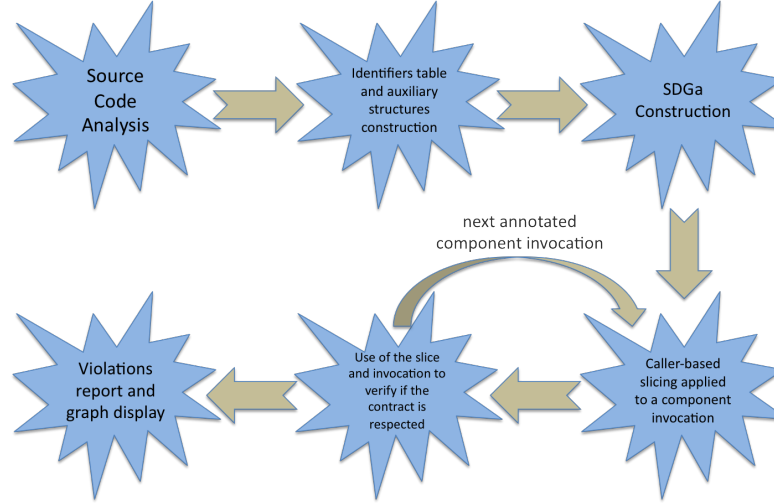 Source
Code
Analysis
Identifiers table
and auxiliary
structures
construction
SDGa
Construction
next annotated
component invocation
Caller-based
slicing applied
to a component
invocation
Use of the slice
and invocation to
verify if the
contract is
respected
Violations
report and
graph display